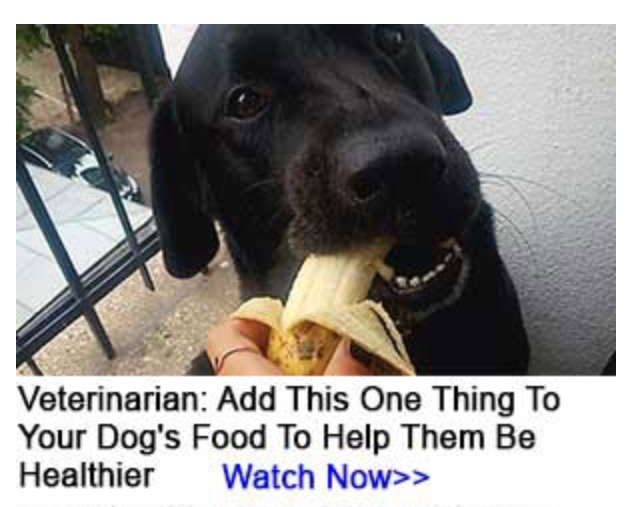 Veterinarian: Add This One Thing To
Your Dog's Food To Help Them Be
Healthier Watch Now>>